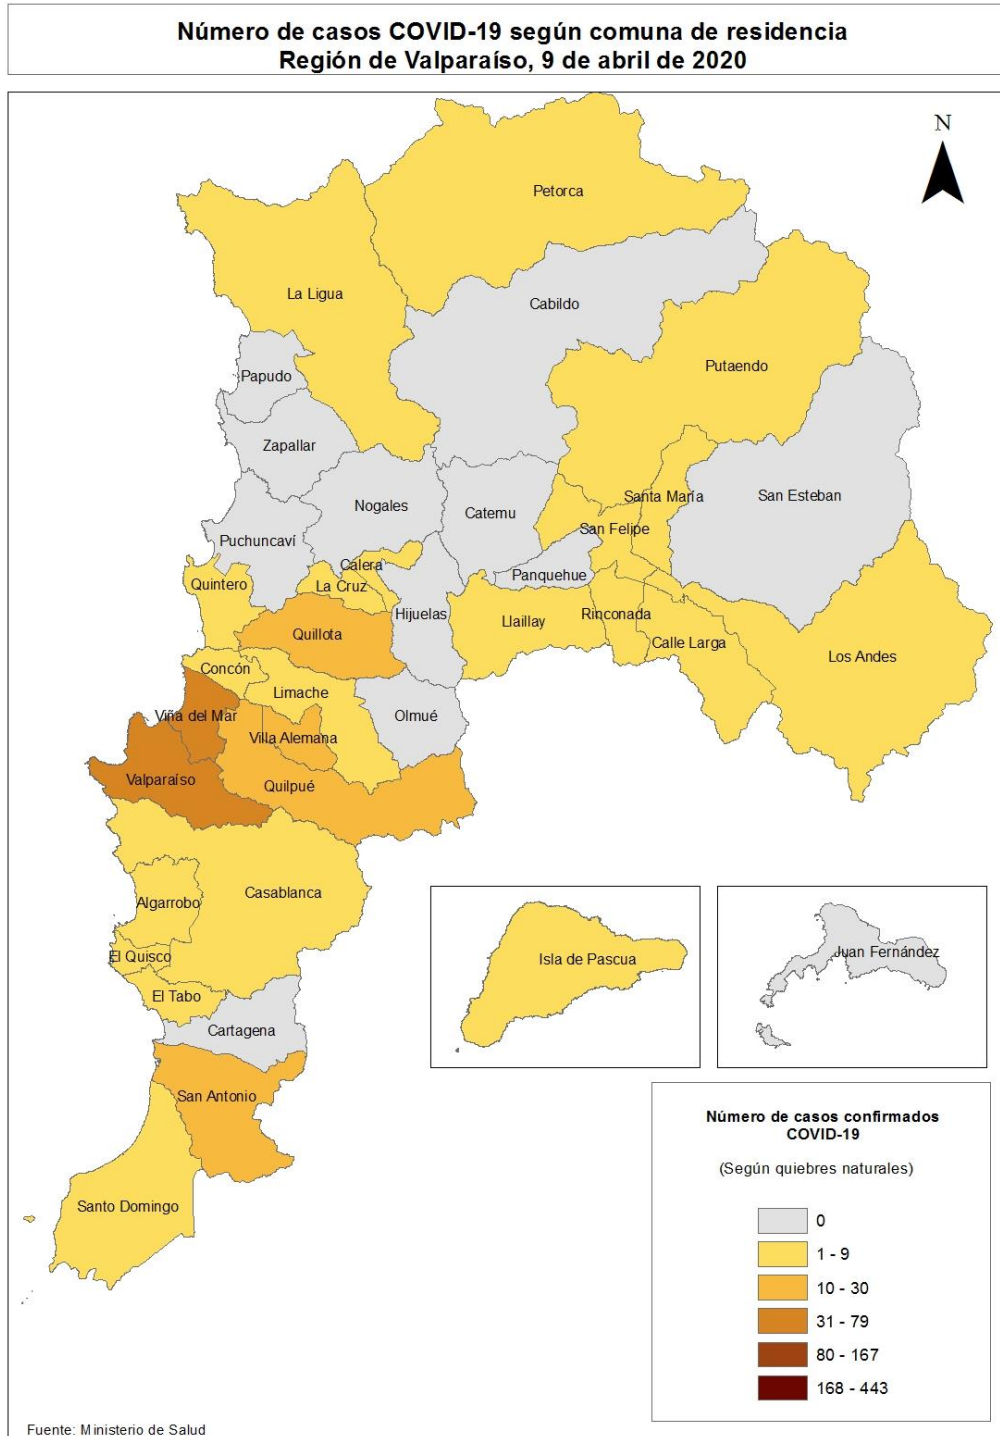 Número de casos COVID-19 según comuna de residencia
Región de Valparaíso, 9 de abril de 2020
N
Petorca
La Ligua
Cabildo
Putaendo
Papudo
Zapallar
Santa María
San Esteban
Nogales
Catemu
San Felipe
Puchuncaví
Calera
Panquehue
Quintero
La Cruz
Hijuelas
Llaillay
Rinconada
Quillota
Calle Larga
Los Andes
Concón
Limache
Viña del Mar
Olmué
Villa Alemana
Valparaíso
Quilpué
Casablanca
Algarrobo
El Quisco
Isla de Pascua
Juan Fernández
El Tabo
Cartagena
San Antonio
Santo Domingo
Número de casos confirmados
COVID-19
(Según quiebres naturales)
0
1 - 9
10 - 30
31 - 79
80 - 167
168 - 443
Fuente: Ministerio de Salud